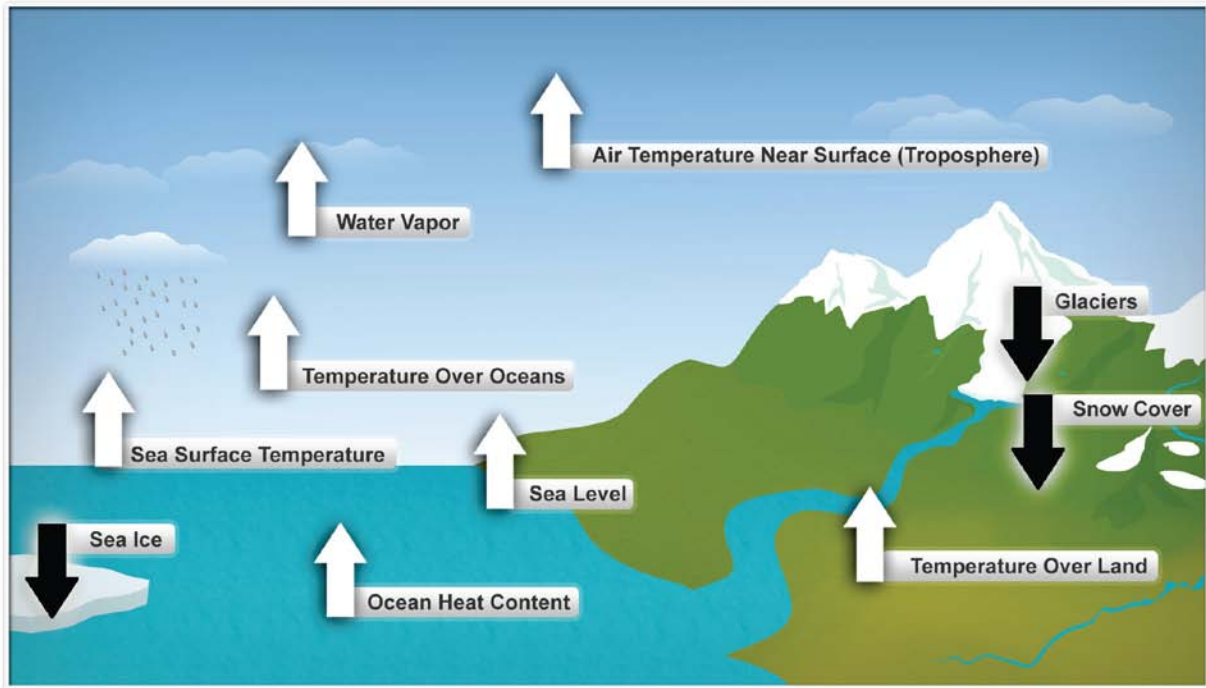 Air Temperature Near Surface (Troposphere)
Water Vapor
Glaciers
Temperature Over Oceans
Snow Cover
Sea Surface Temperature
Sea Level
Sea Ice
Temperature Over Land
Ocean Heat Content